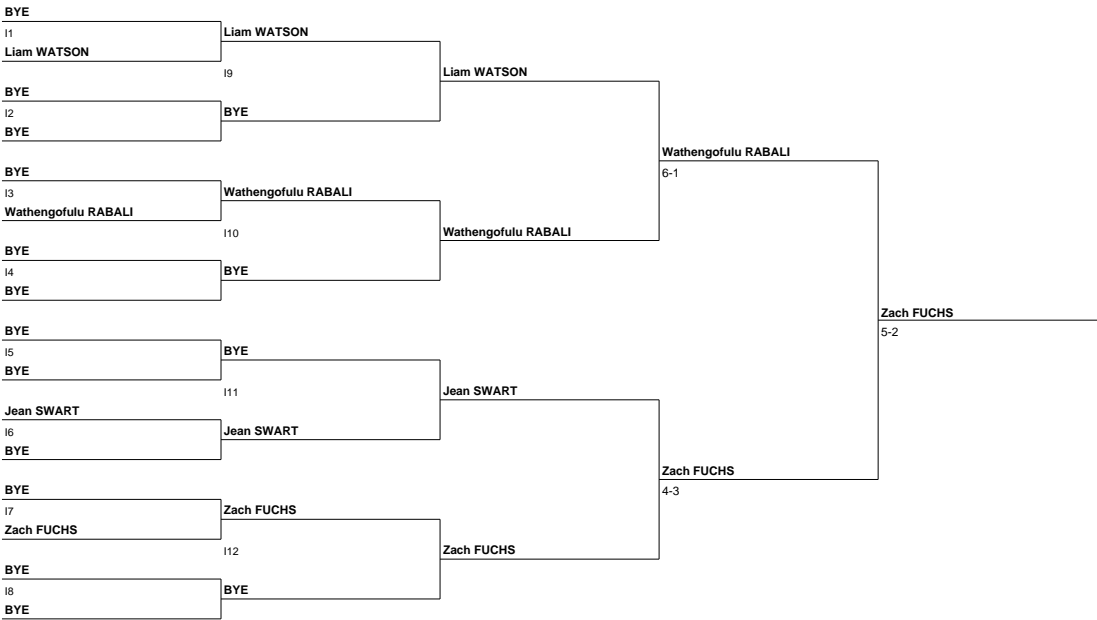 BYE
I1
Liam WATSON
BYE
I2
BYE
BYE
I3
Wathengofulu RABALI
BYE
I4
BYE
BYE
I5
BYE
Jean SWART
I6
BYE
BYE
I7
Zach FUCHS
BYE
I8
BYE
Liam WATSON
I9
BYE
Wathengofulu RABALI
I10
BYE
BYE
I11
Jean SWART
Zach FUCHS
I12
BYE
Liam WATSON
Wathengofulu RABALI
Jean SWART
Zach FUCHS
Wathengofulu RABALI
6-1
Zach FUCHS
4-3
Zach FUCHS
5-2